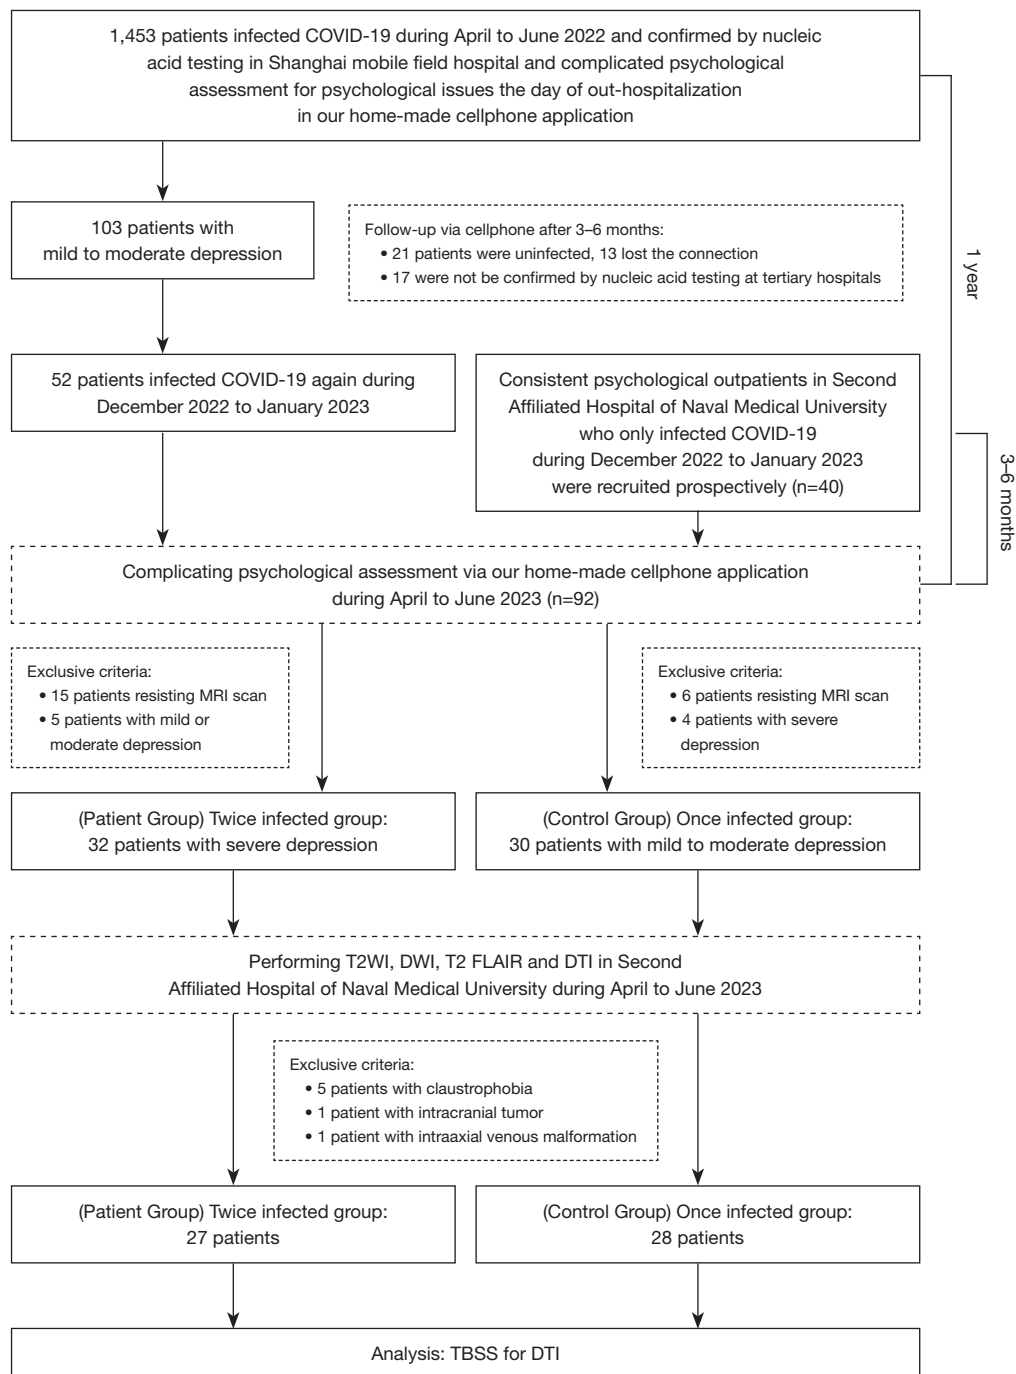 1,453 patients infected COVID-19 during April to June 2022 and confirmed by nucleic
acid testing in Shanghai mobile field hospital and complicated psychological
assessment for psychological issues the day of out-hospitalization
in our home-made cellphone application
103 patients with
mild to moderate depression
Follow-up via cellphone after 3–6 months:
• 21 patients were uninfected, 13 lost the connection
• 17 were not be confirmed by nucleic acid testing at tertiary hospitals
1 year
52 patients infected COVID-19 again during
December 2022 to January 2023
Consistent psychological outpatients in Second
Affiliated Hospital of Naval Medical University
who only infected COVID-19
during December 2022 to January 2023
were recruited prospectively (n=40)
3–6 months
Complicating psychological assessment via our home-made cellphone application
during April to June 2023 (n=92)
Exclusive criteria:
• 15 patients resisting MRI scan
• 5 patients with mild or
moderate depression
Exclusive criteria:
• 6 patients resisting MRI scan
• 4 patients with severe
depression
(Patient Group) Twice infected group:
32 patients with severe depression
(Control Group) Once infected group:
30 patients with mild to moderate depression
Performing T2WI, DWI, T2 FLAIR and DTI in Second
Affiliated Hospital of Naval Medical University during April to June 2023
Exclusive criteria:
• 5 patients with claustrophobia
• 1 patient with intracranial tumor
• 1 patient with intraaxial venous malformation
(Patient Group) Twice infected group:
27 patients
(Control Group) Once infected group:
28 patients
Analysis: TBSS for DTI